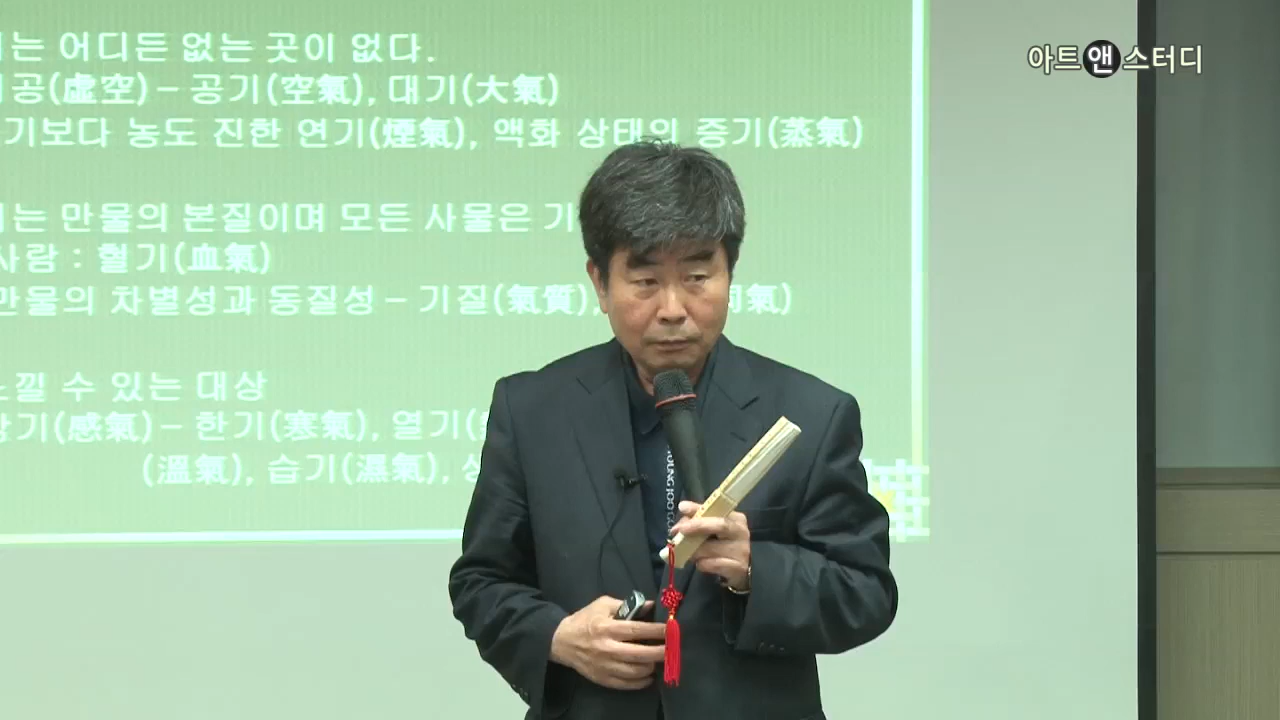 는 어디든 없는 곳이 없다.
공(虛空) – 공기(空氣), 대기(大氣)
기보다 농도 진한 연기(煙氣), 액화 상태의 증기(蒸氣)
는 만물의 본질이며 모든 사물은 기
사람 : 혈기(血氣)
만물의 차별성과 동질성 – 기질(氣質),
氣)
낄 수 있는 대상
감기(感氣) – 한기(寒氣), 열기(
(溫氣), 습기(濕氣),
아트앤스터디